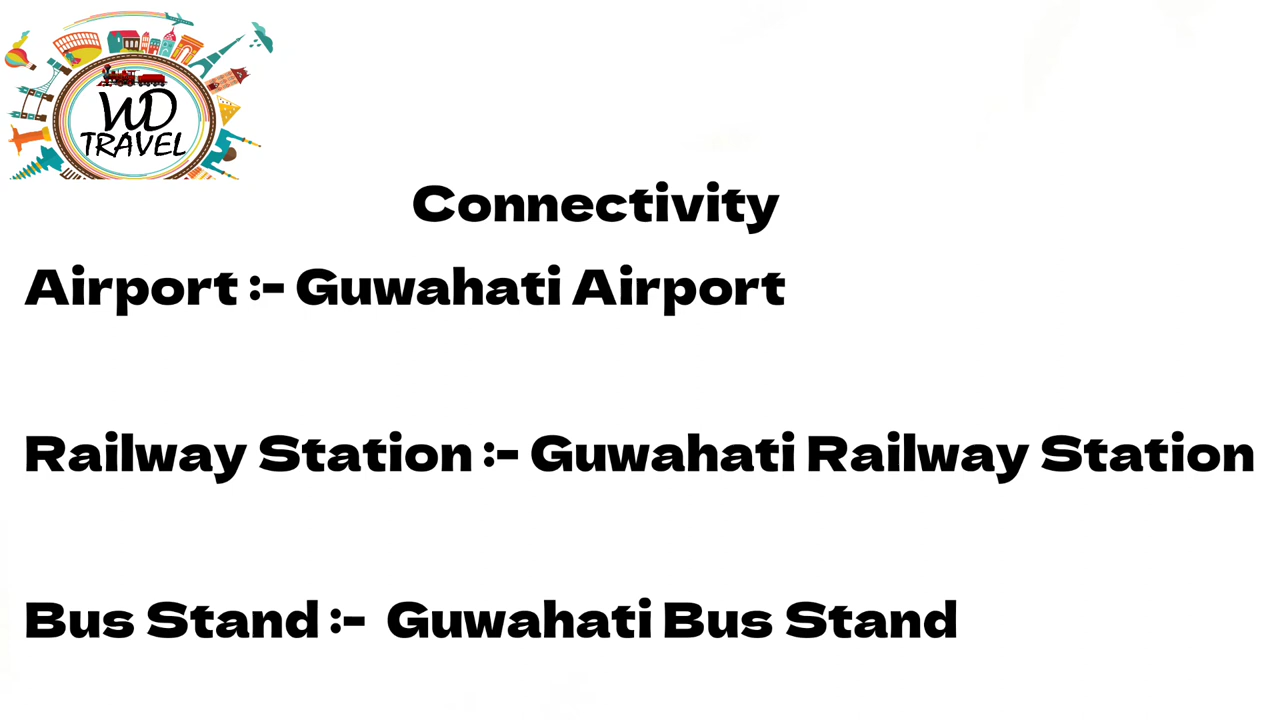 WD
TRAVEL
Connectivity
Airport :- Guwahati Airport
Railway Station :- Guwahati Railway Station
Bus Stand :- Guwahati Bus Stand